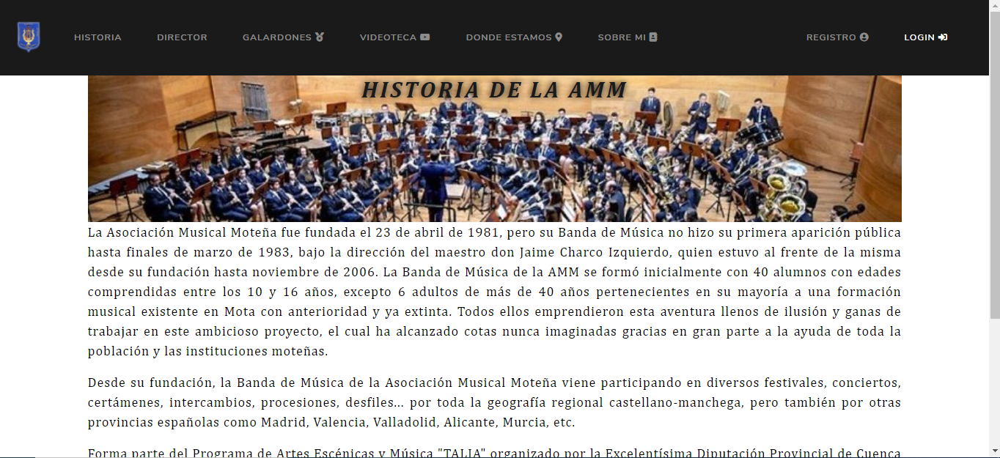 HISTORIA DIRECTOR GALARDONES VIDEOTECA DONDE ESTAMOS SOBRE MI REGISTRO LOGIN
HISTORIA DE LA AMM
La Asociación Musical Moteña fue fundada el 23 de abril de 1981, pero su Banda de Música no hizo su primera aparición pública
hasta finales de marzo de 1983, bajo la dirección del maestro don Jaime Charco Izquierdo, quien estuvo al frente de la misma
desde su fundación hasta noviembre de 2006. La Banda de Música de la AMM se formó inicialmente con 40 alumnos con edades
comprendidas entre los 10 y 16 años, excepto 6 adultos de más de 40 años pertenecientes en su mayoría a una formación
musical existente en Mota con anterioridad y ya extinta. Todos ellos emprendieron esta aventura llenos de ilusión y ganas de
trabajar en este ambicioso proyecto, el cual ha alcanzado cotas nunca imaginadas gracias en gran parte a la ayuda de toda la
población y las instituciones moteñas.
Desde su fundación, la Banda de Música de la Asociación Musical Moteña viene participando en diversos festivales, conciertos,
certámenes, intercambios, procesiones, desfiles... por toda la geografía regional castellano-manchega, pero también por otras
provincias españolas como Madrid, Valencia, Valladolid, Alicante, Murcia, etc.
Forma parte del Programa de Artes Escénicas y Música "TALIA" organizado por la Excelentísima Diputación Provincial de Cuenca